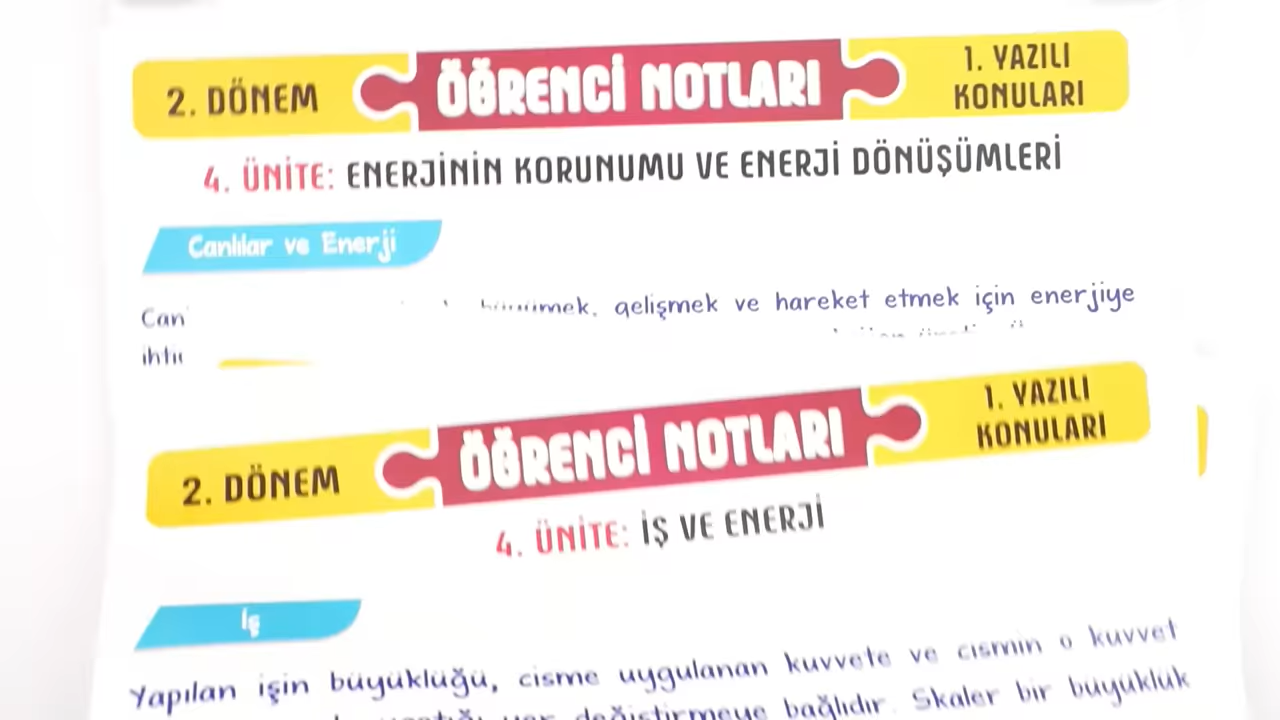 2. DÖNEM
ÖĞRENCİ NOTLARI
1. YAZILI
KONULARI
4. ÜNİTE: ENERJİNİN KORUNUMU VE ENERJİ DÖNÜŞÜMLERİ
Canlılar ve Enerji
gelişmek ve hareket etmek için enerjiye
2. DÖNEM
ÖĞRENCİ NOTLARI
1. YAZILI
KONULARI
4. ÜNİTE: İŞ VE ENERJİ
İş
Yapılan işin büyüklüğü, cisme uygulanan kuvvete ve cismin o kuvvet
yer değiştirmeye bağlıdır. Skaler bir büyüklük